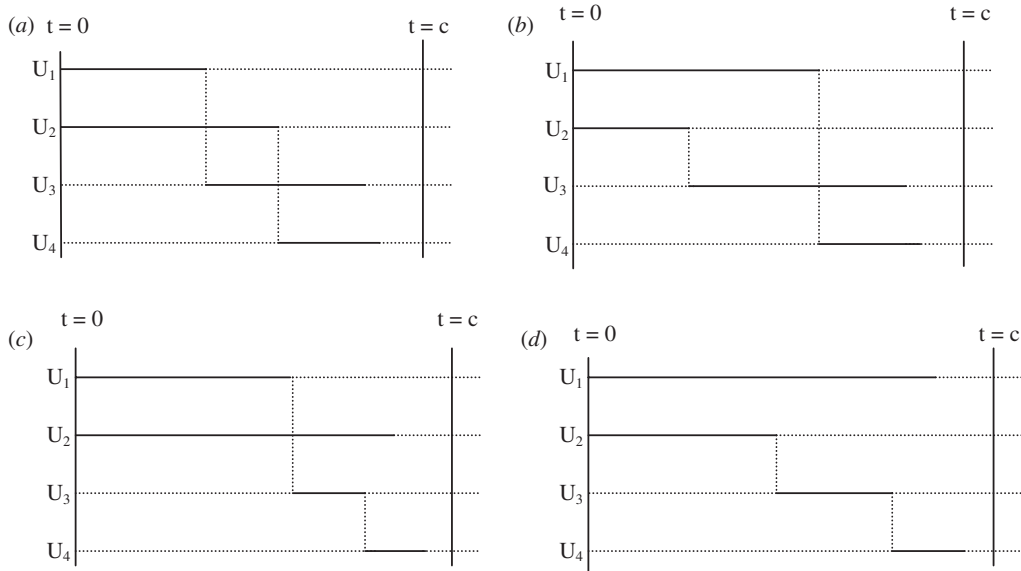 (a) t = 0 t = c
U₁
U₂
U₃
U₄
(b) t = 0 t = c
U₁
U₂
U₃
U₄
(c) t = 0 t = c
U₁
U₂
U₃
U₄
(d) t = 0 t = c
U₁
U₂
U₃
U₄